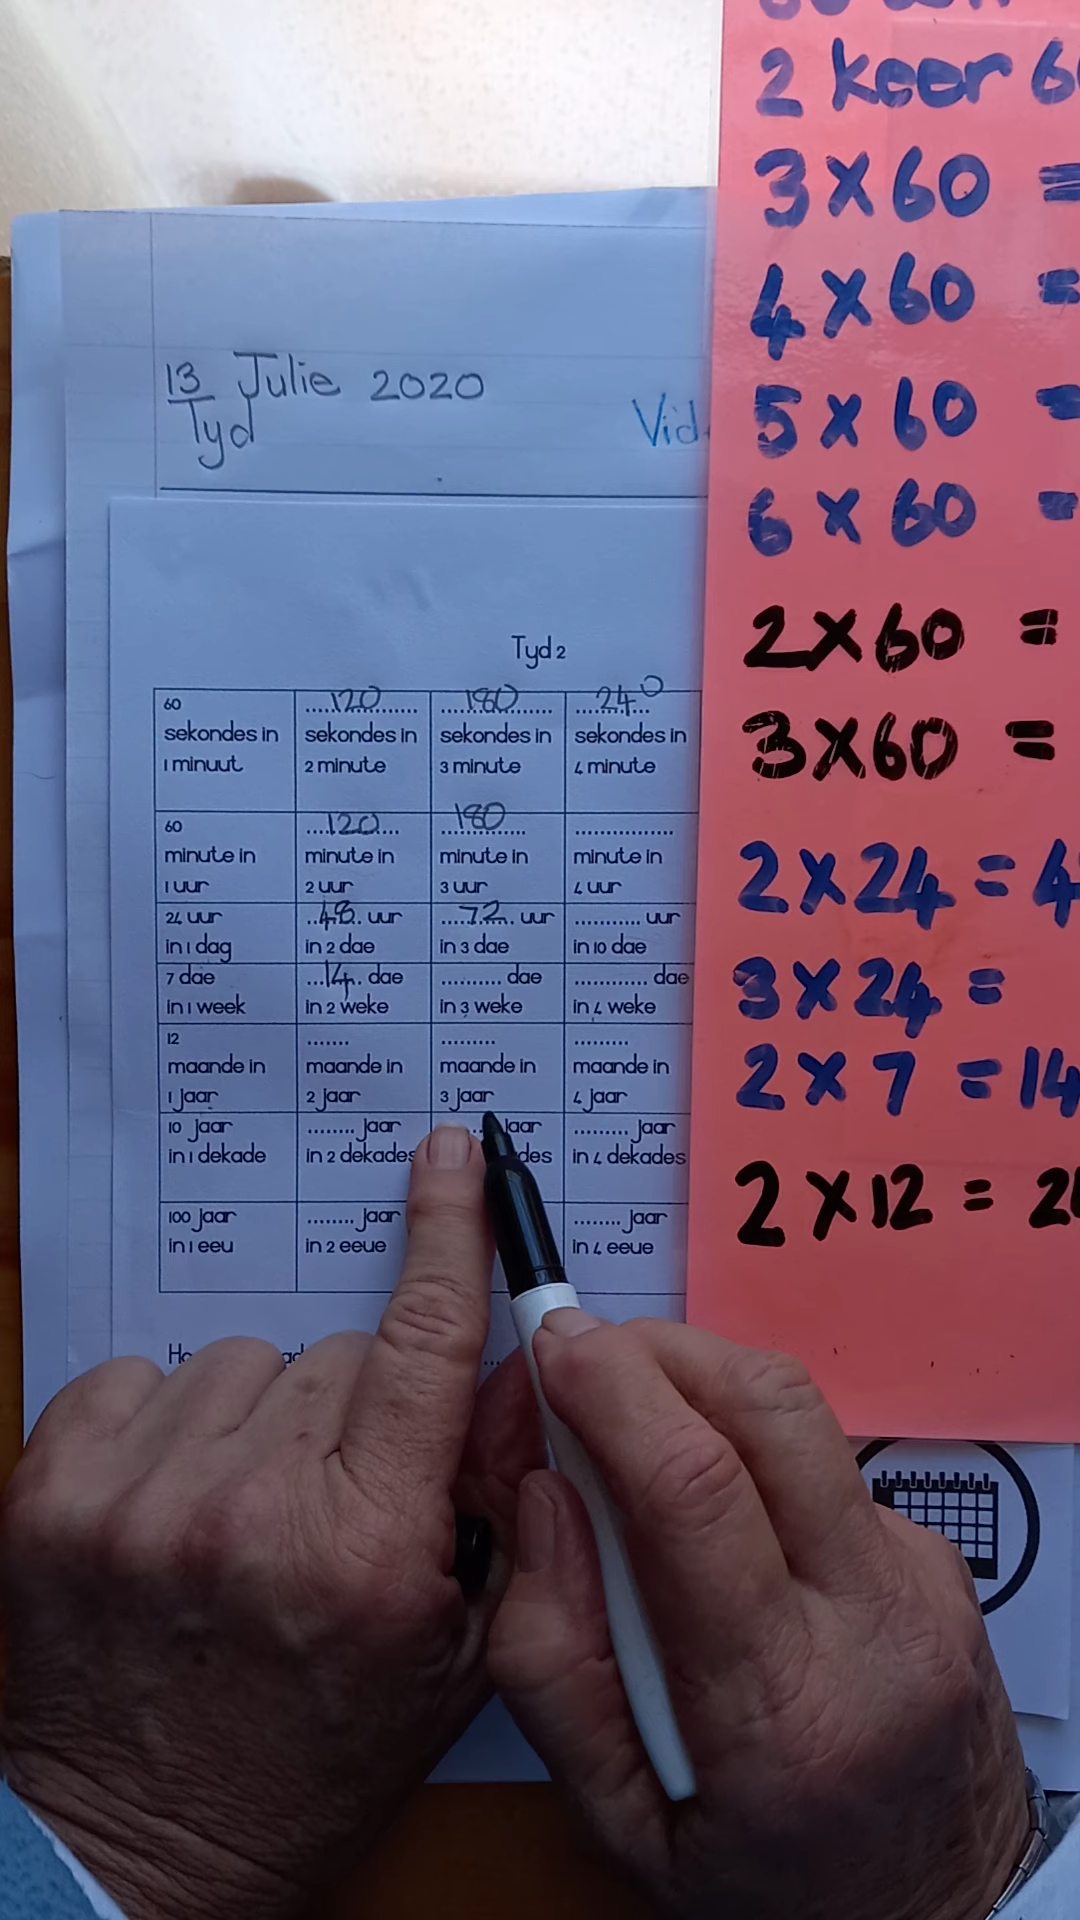 2 keer
3 x 60 =
4 x 60 =
5 x 60 =
6 x 60 =
2 x 60 =
3 x 60 =
2 x 24 = 4
3 x 24 =
2 x 7 = 14
2 x 12 = 2
13 Julie 2020
Tyd
Tyd 2
60
sekondes in
1 minuut
....120..........
sekondes in
2 minute
....180..........
sekondes in
3 minute
....240...
sekondes in
4 minute
60
minute in
1 uur
....120....
minute in
2 uur
..180............
minute in
3 uur
.................
minute in
4 uur
24 uur
in 1 dag
..48.. uur
in 2 dae
.....72.. uur
in 3 dae
........... uur
in 10 dae
7 dae
in 1 week
...14.. dae
in 2 weke
.......... dae
in 3 weke
............ dae
in 4 weke
12
maande in
1 jaar
.......
maande in
2 jaar
.........
maande in
3 jaar
.........
maande in
4 jaar
10 jaar
in 1 dekade
........ jaar
in 2 dekades
jaar
......... jaar
in 4 dekades
100 jaar
in 1 eeu
........ jaar
in 2 eeue
........ jaar
in 4 eeue